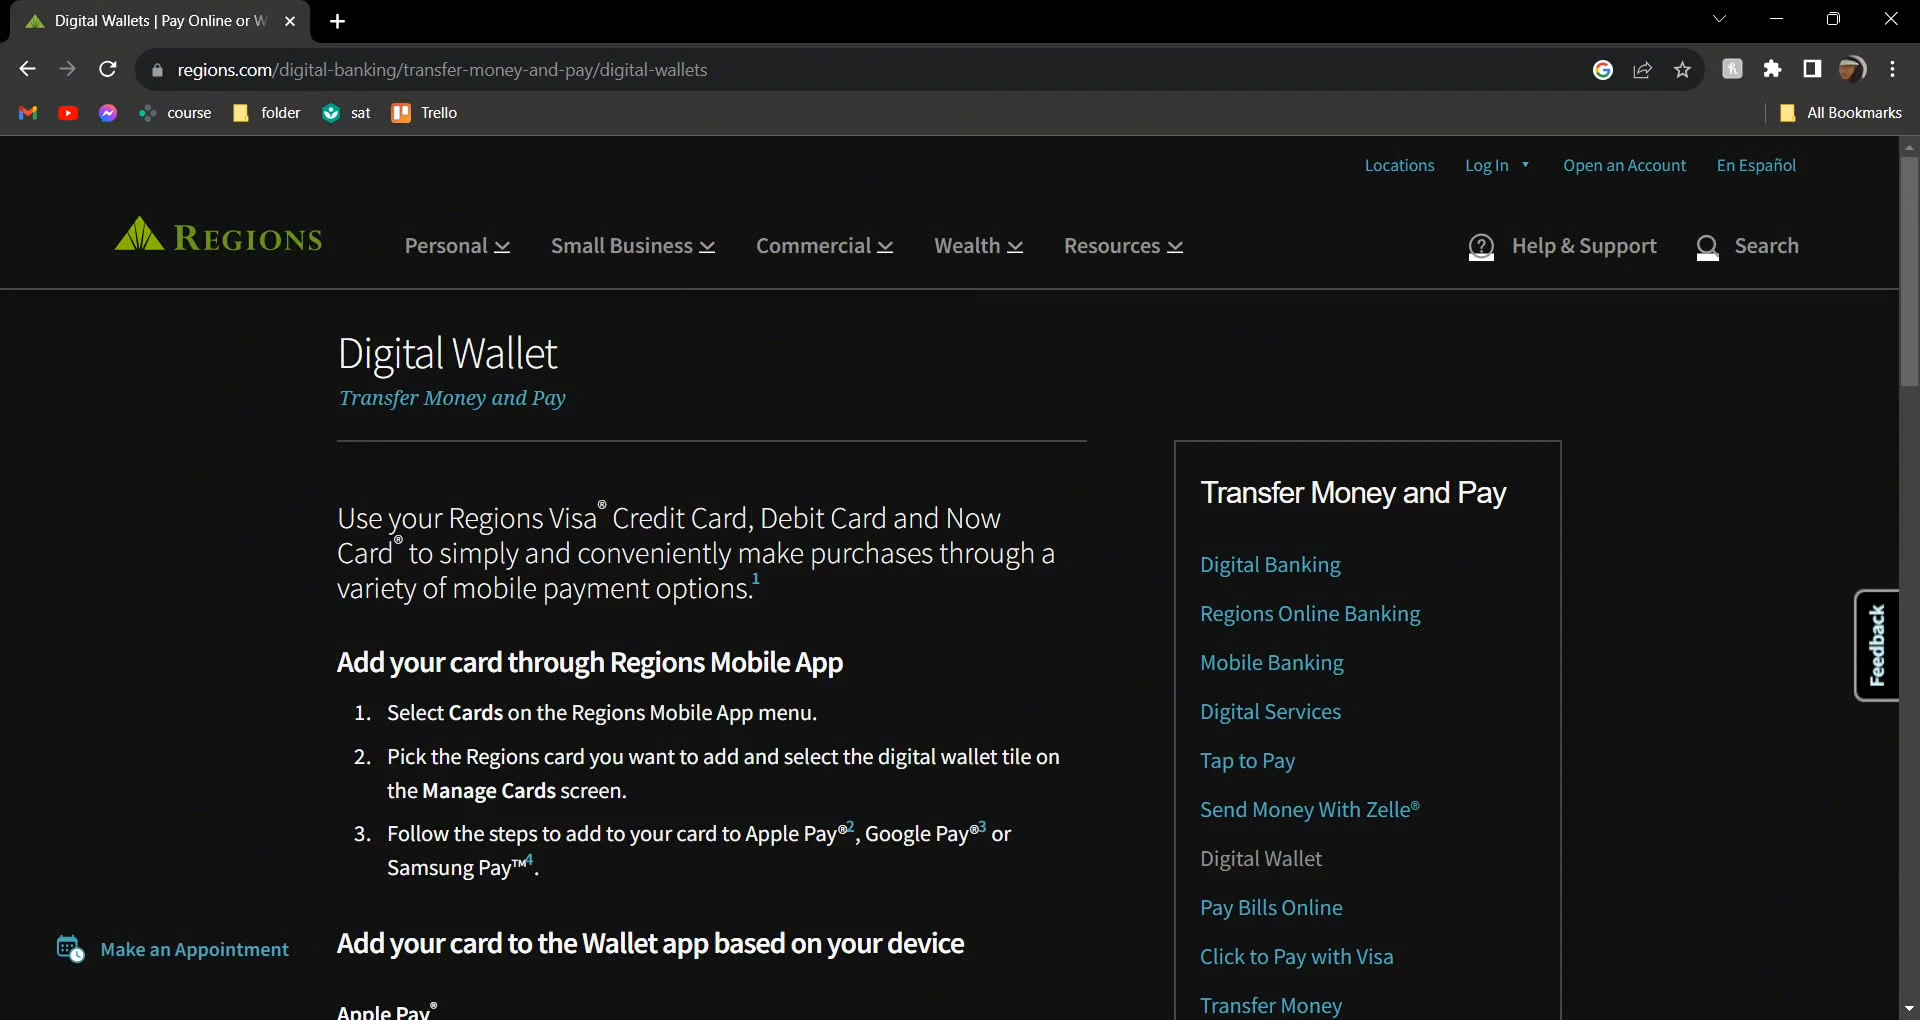 Digital Wallets | Pay Online or W
regions.com/digital-banking/transfer-money-and-pay/digital-wallets
course folder sat Trello All Bookmarks
Locations Log In Open an Account En Español
REGIONS Personal Small Business Commercial Wealth Resources Help & Support Search
Digital Wallet
Transfer Money and Pay
Use your Regions Visa® Credit Card, Debit Card and Now
Card® to simply and conveniently make purchases through a
variety of mobile payment options.1
Add your card through Regions Mobile App
1. Select Cards on the Regions Mobile App menu.
2. Pick the Regions card you want to add and select the digital wallet tile on
the Manage Cards screen.
3. Follow the steps to add to your card to Apple Pay®2, Google Pay®3 or
Samsung Pay™4.
Add your card to the Wallet app based on your device
Apple Pay®
Transfer Money and Pay
Digital Banking
Regions Online Banking
Mobile Banking
Digital Services
Tap to Pay
Send Money With Zelle®
Digital Wallet
Pay Bills Online
Click to Pay with Visa
Transfer Money
Make an Appointment
Feedback